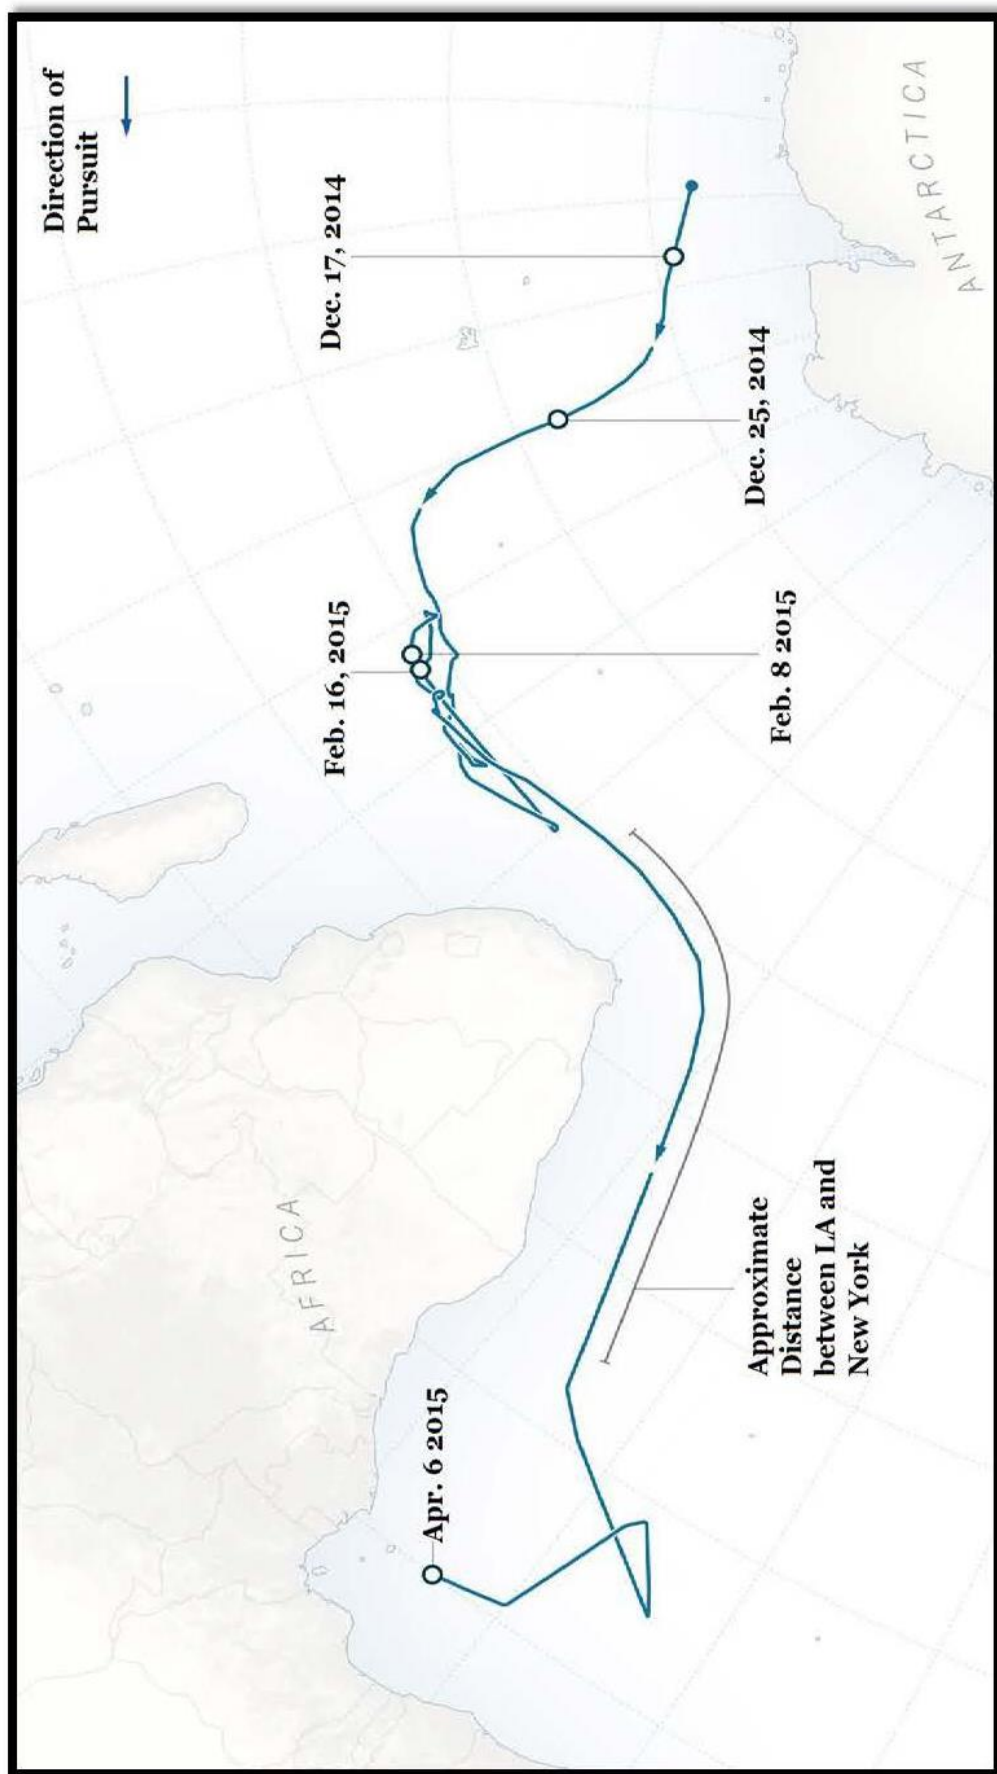 Direction of
Pursuit
Dec. 17, 2014
Feb. 16, 2015
Dec. 25, 2014
Feb. 8 2015
Apr. 6 2015
Approximate
Distance
between LA and
New York
AFRICA
ANTARCTICA